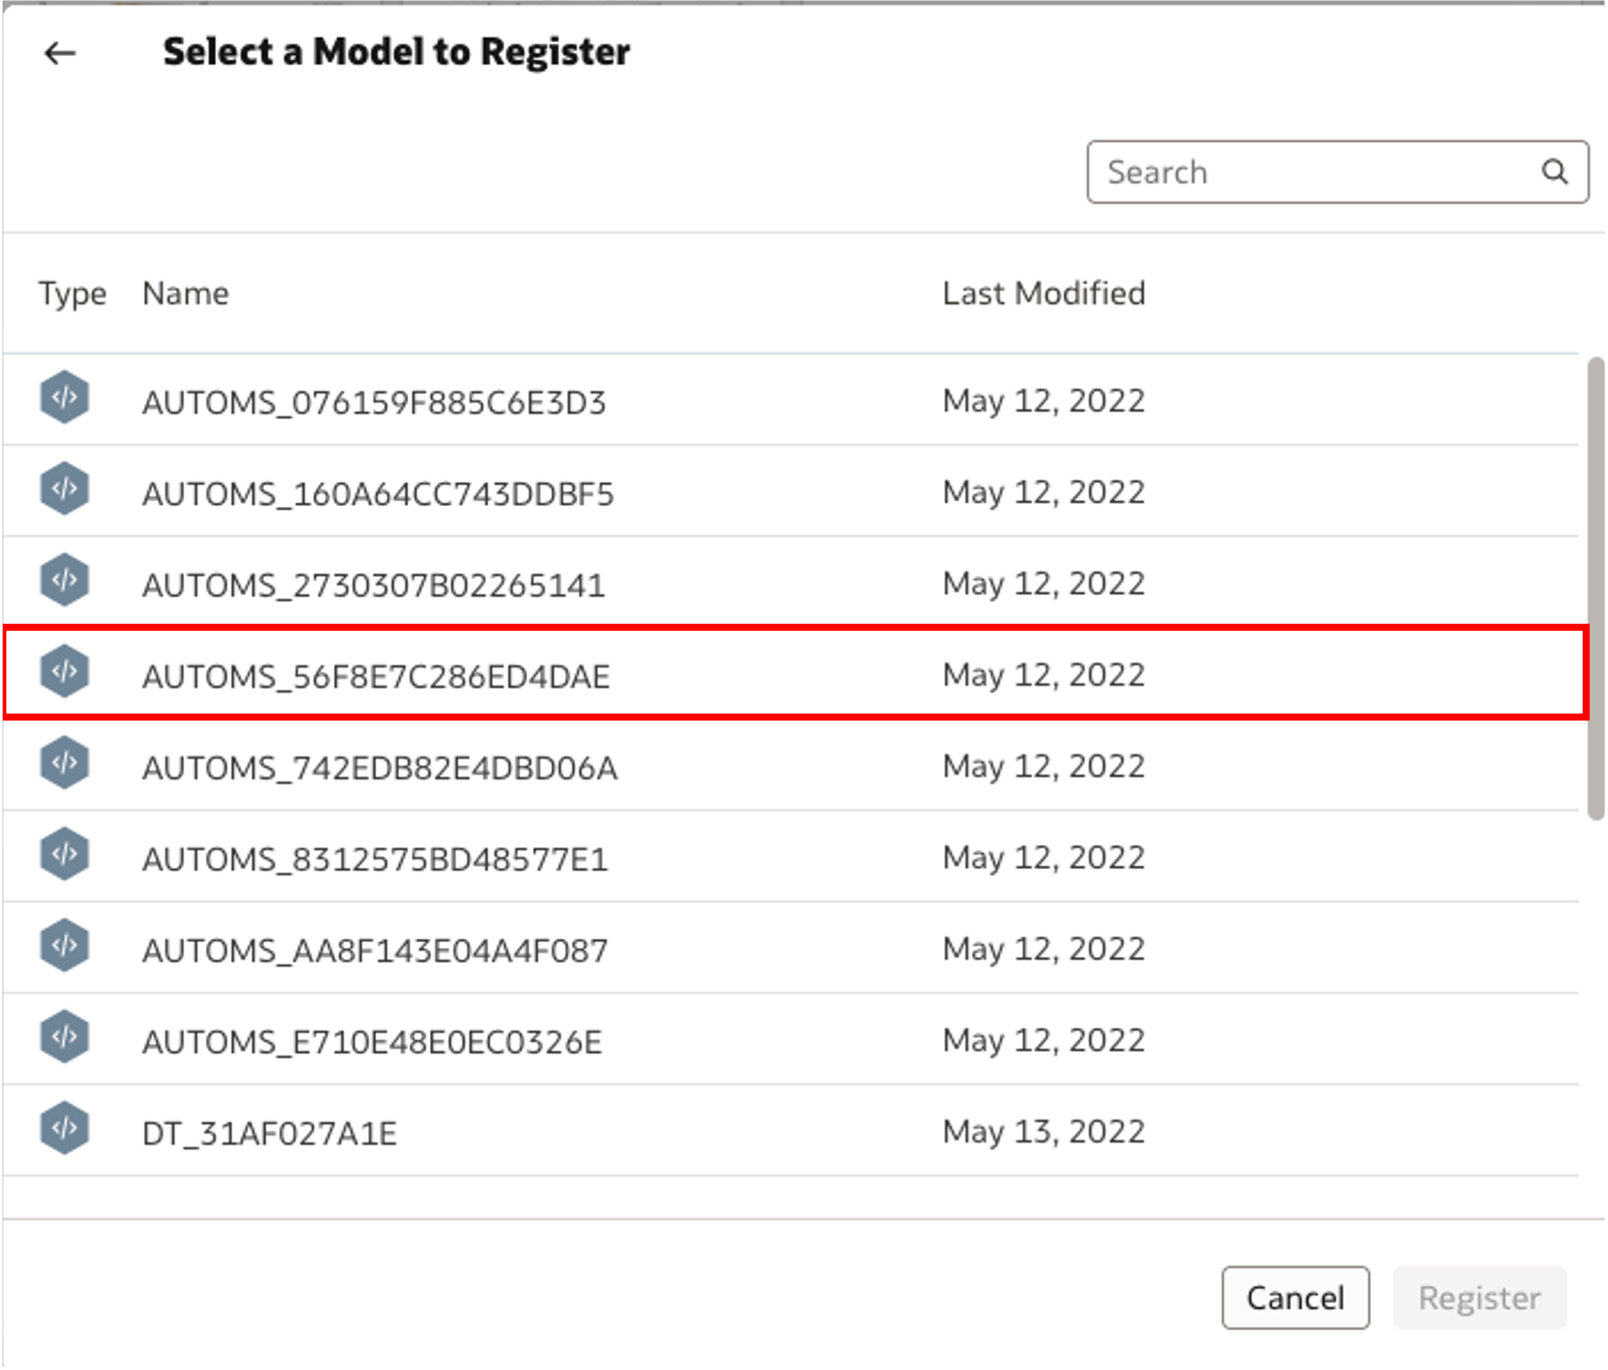 Select a Model to Register
Search
Type Name Last Modified
AUTOMS_076159F885C6E3D3 May 12, 2022
AUTOMS_160A64CC743DDBF5 May 12, 2022
AUTOMS_2730307B02265141 May 12, 2022
AUTOMS_56F8E7C286ED4DAE May 12, 2022
AUTOMS_742EDB82E4DBD06A May 12, 2022
AUTOMS_8312575BD48577E1 May 12, 2022
AUTOMS_AA8F143E04A4F087 May 12, 2022
AUTOMS_E710E48E0EC0326E May 12, 2022
DT_31AF027A1E May 13, 2022
Cancel Register